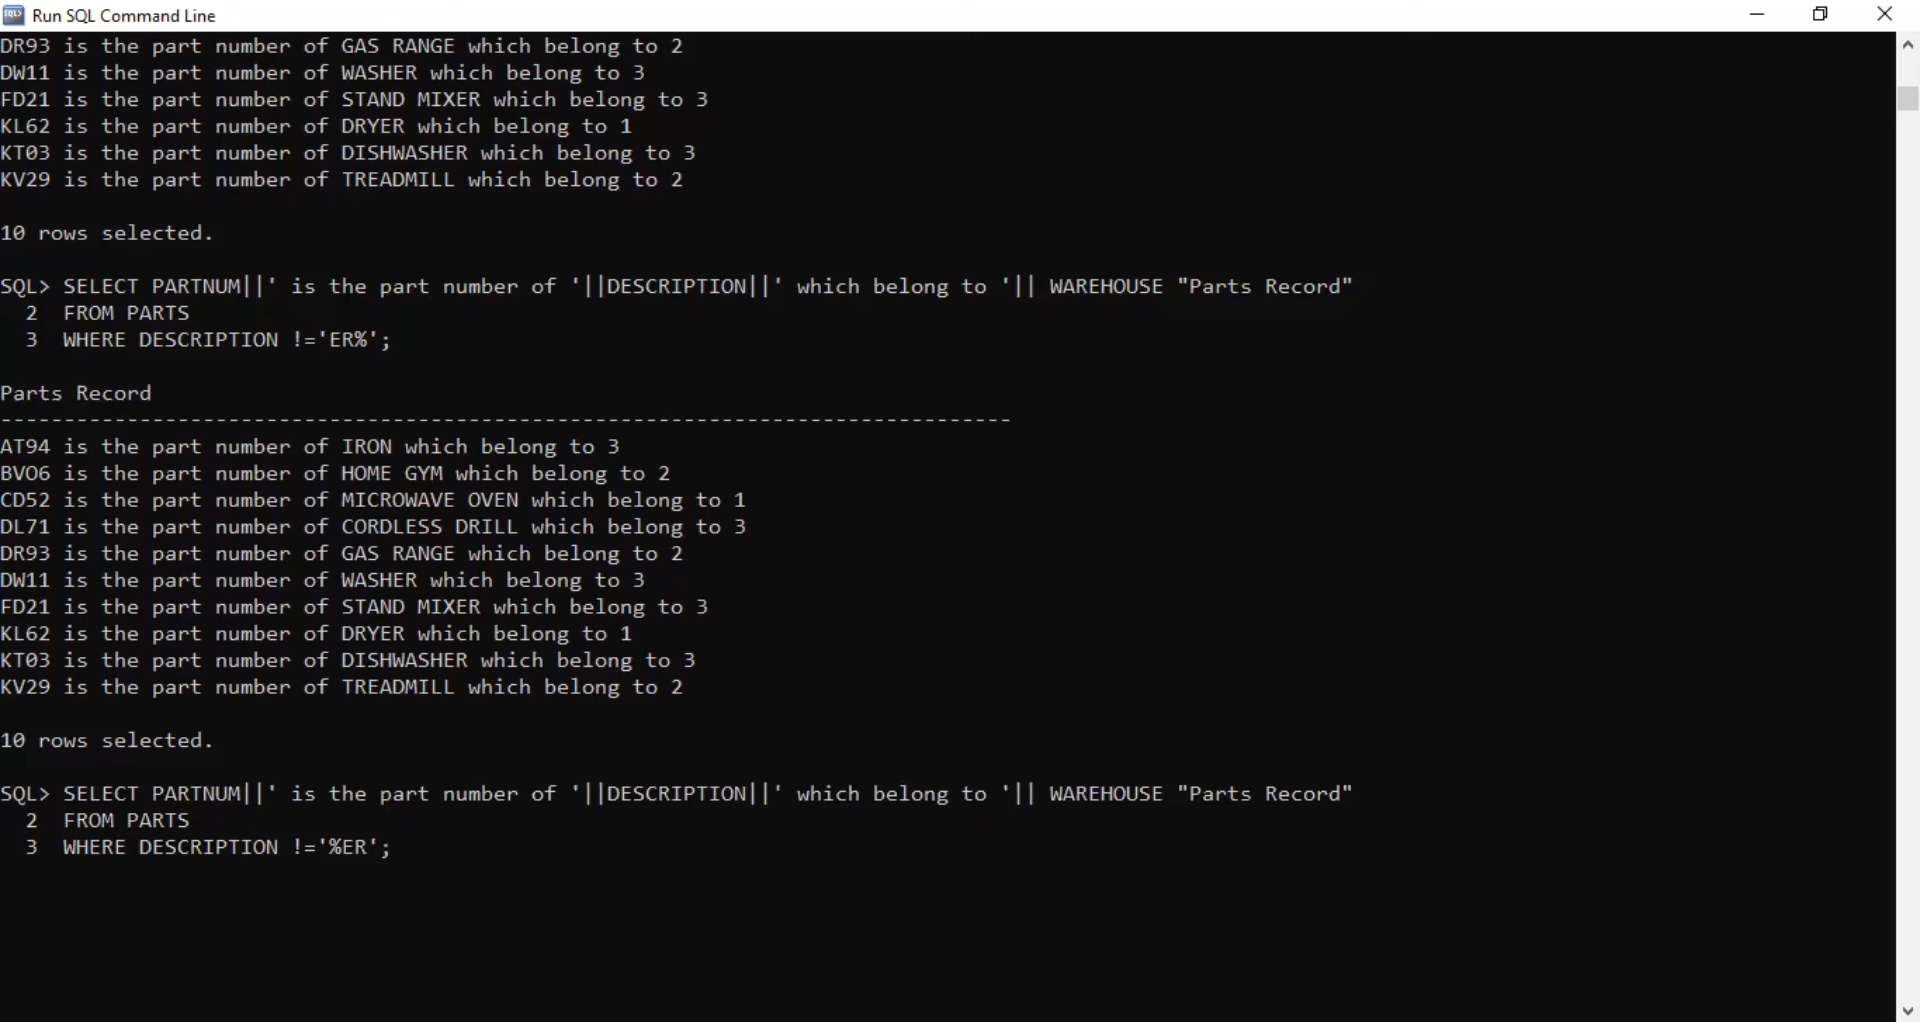 Run SQL Command Line
DR93 is the part number of GAS RANGE which belong to 2
DW11 is the part number of WASHER which belong to 3
FD21 is the part number of STAND MIXER which belong to 3
KL62 is the part number of DRYER which belong to 1
KT03 is the part number of DISHWASHER which belong to 3
KV29 is the part number of TREADMILL which belong to 2
10 rows selected.
SQL> SELECT PARTNUM||' is the part number of '||DESCRIPTION||' which belong to '|| WAREHOUSE "Parts Record"
2 FROM PARTS
3 WHERE DESCRIPTION !='ER%';
Parts Record
--------------------------------------------------------------------------------
AT94 is the part number of IRON which belong to 3
BVO6 is the part number of HOME GYM which belong to 2
CD52 is the part number of MICROWAVE OVEN which belong to 1
DL71 is the part number of CORDLESS DRILL which belong to 3
DR93 is the part number of GAS RANGE which belong to 2
DW11 is the part number of WASHER which belong to 3
FD21 is the part number of STAND MIXER which belong to 3
KL62 is the part number of DRYER which belong to 1
KT03 is the part number of DISHWASHER which belong to 3
KV29 is the part number of TREADMILL which belong to 2
10 rows selected.
SQL> SELECT PARTNUM||' is the part number of '||DESCRIPTION||' which belong to '|| WAREHOUSE "Parts Record"
2 FROM PARTS
3 WHERE DESCRIPTION !='%ER';